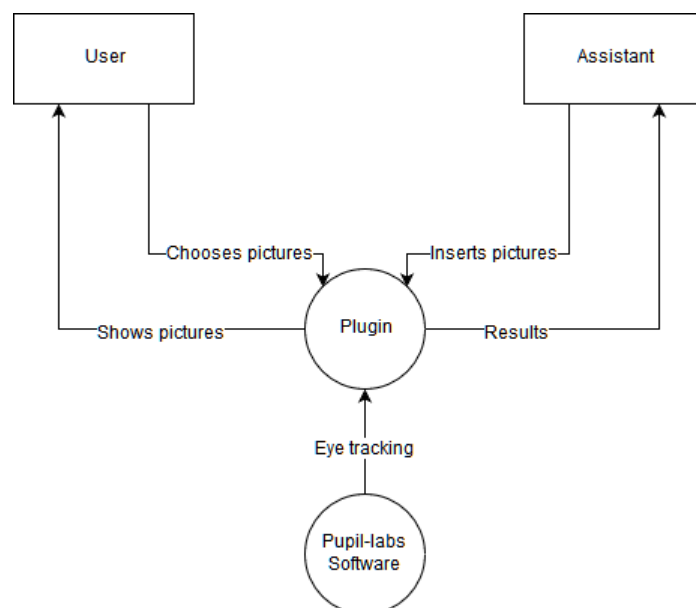 User
Assistant
Chooses pictures
Inserts pictures
Plugin
Shows pictures
Results
Eye tracking
Pupil-labs
Software